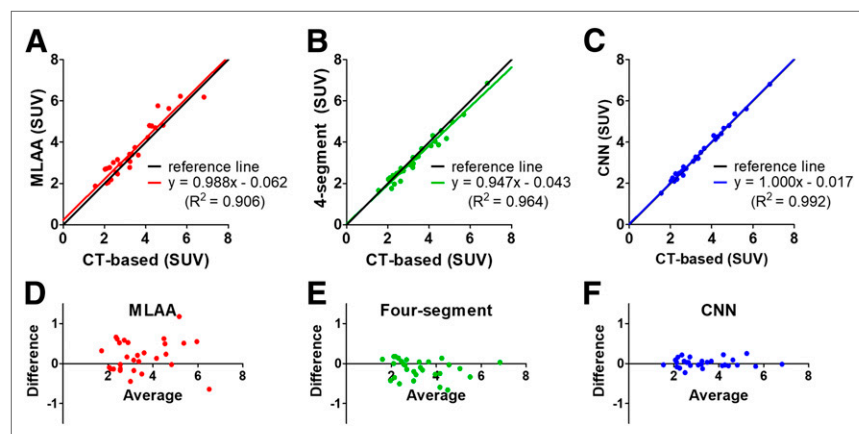 A
B
C
8
6
4
2
0
MLAA (SUV)
reference line
y = 0.988x - 0.062
(R² = 0.906)
0 2 4 6 8
CT-based (SUV)
8
6
4
2
0
4-segment (SUV)
reference line
y = 0.947x - 0.043
(R² = 0.964)
0 2 4 6 8
CT-based (SUV)
8
6
4
2
0
CNN (SUV)
reference line
y = 1.000x - 0.017
(R² = 0.992)
0 2 4 6 8
CT-based (SUV)
D
E
F
MLAA
1
0
-1
Difference
2 4 6 8
Average
Four-segment
1
0
-1
Difference
2 4 6 8
Average
CNN
1
0
-1
Difference
2 4 6 8
Average